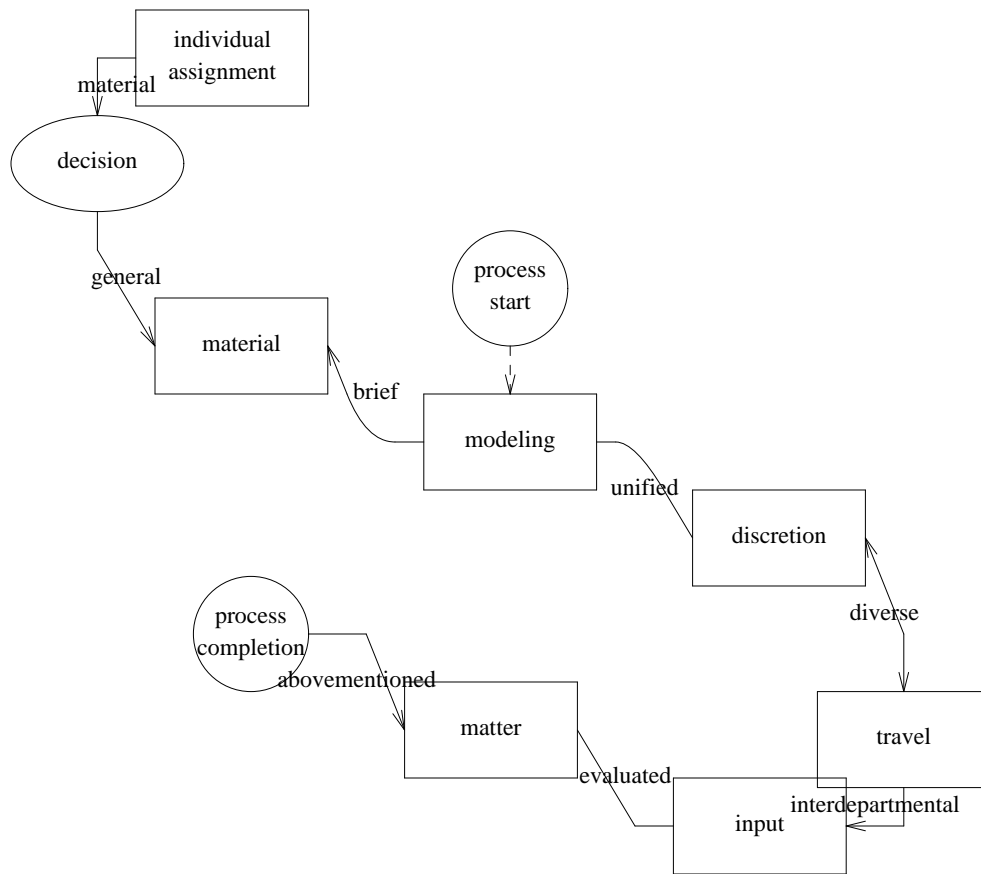 individual
assignment
material
decision
general
process
start
material
brief
modeling
unified
discretion
process
completion
diverse
abovementioned
matter
travel
evaluated
interdepartmental
input